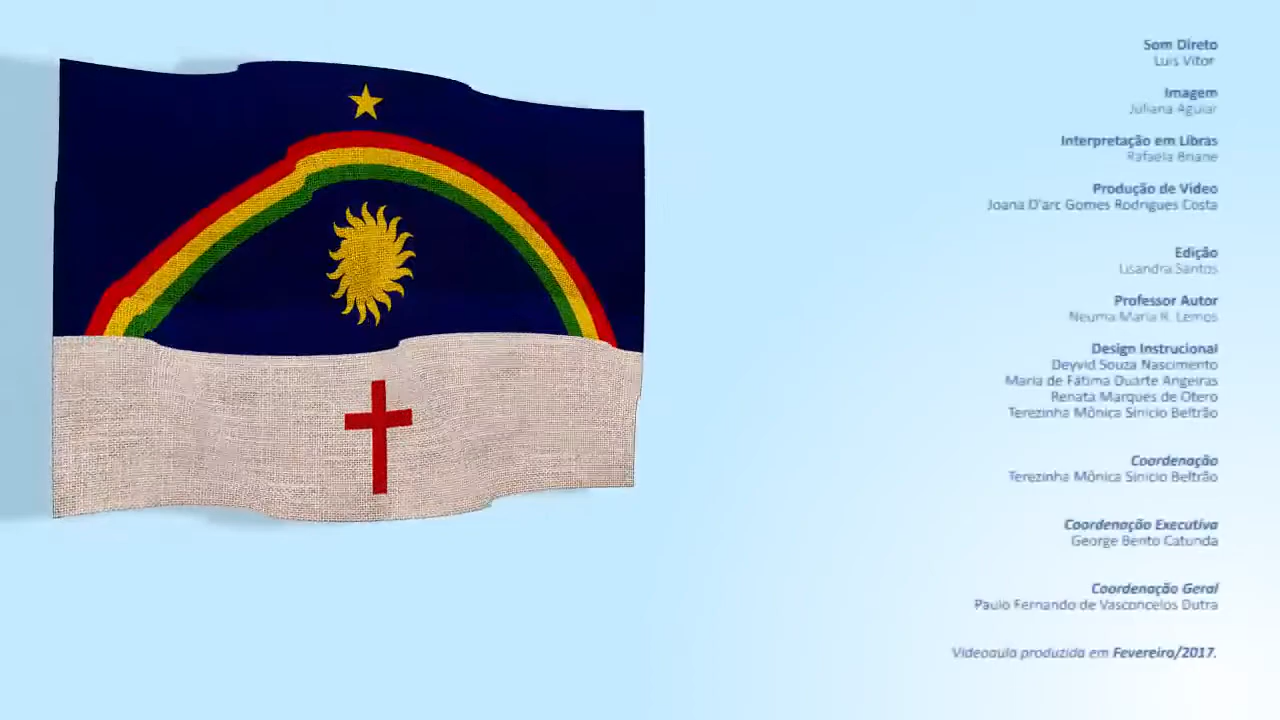 Som Direto
Luis Vitor
Imagem
Juliana Aguiar
Interpretação em Libras
Rafaela Briane
Produção de Vídeo
Joana D'arc Gomes Rodrigues Costa
Edição
Lisandra Santos
Professor Autor
Neuma Maria R. Lemos
Design Instrucional
Deyvid Souza Nascimento
Maria de Fátima Duarte Angeiras
Renata Marques de Otero
Terezinha Mônica Sinício Beltrão
Coordenação
Terezinha Mônica Sinício Beltrão
Coordenação Executiva
George Bento Catunda
Coordenação Geral
Paulo Fernando de Vasconcelos Dutra
Videoaula produzida em Fevereiro/2017.